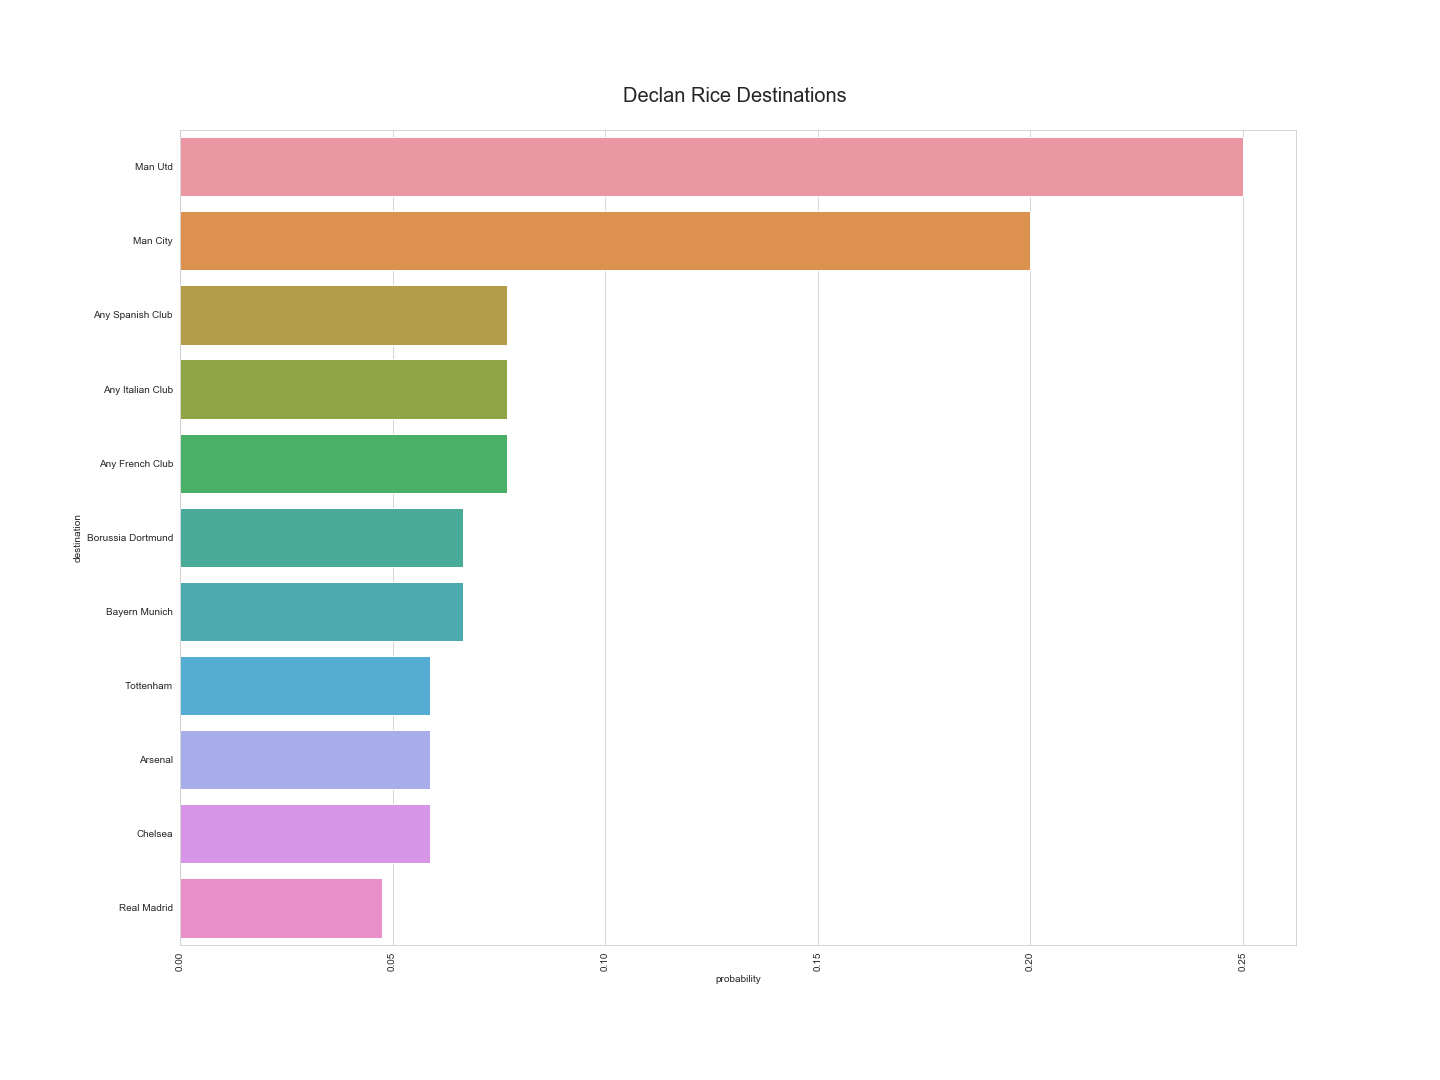 Declan Rice Destinations
destination
Man Utd
Man City
Any Spanish Club
Any Italian Club
Any French Club
Borussia Dortmund
Bayern Munich
Tottenham
Arsenal
Chelsea
Real Madrid
0.00
0.05
0.10
0.15
0.20
0.25
probability